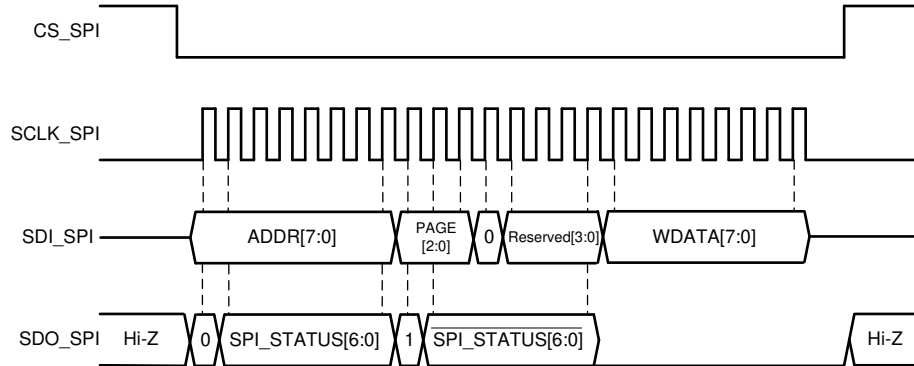 CS_SPI
SCLK_SPI
SDI_SPI
ADDR[7:0]
PAGE
[2:0]
0
Reserved[3:0]
WDATA[7:0]
SDO_SPI
Hi-Z
0
SPI_STATUS[6:0]
1
SPI_STATUS[6:0]
Hi-Z